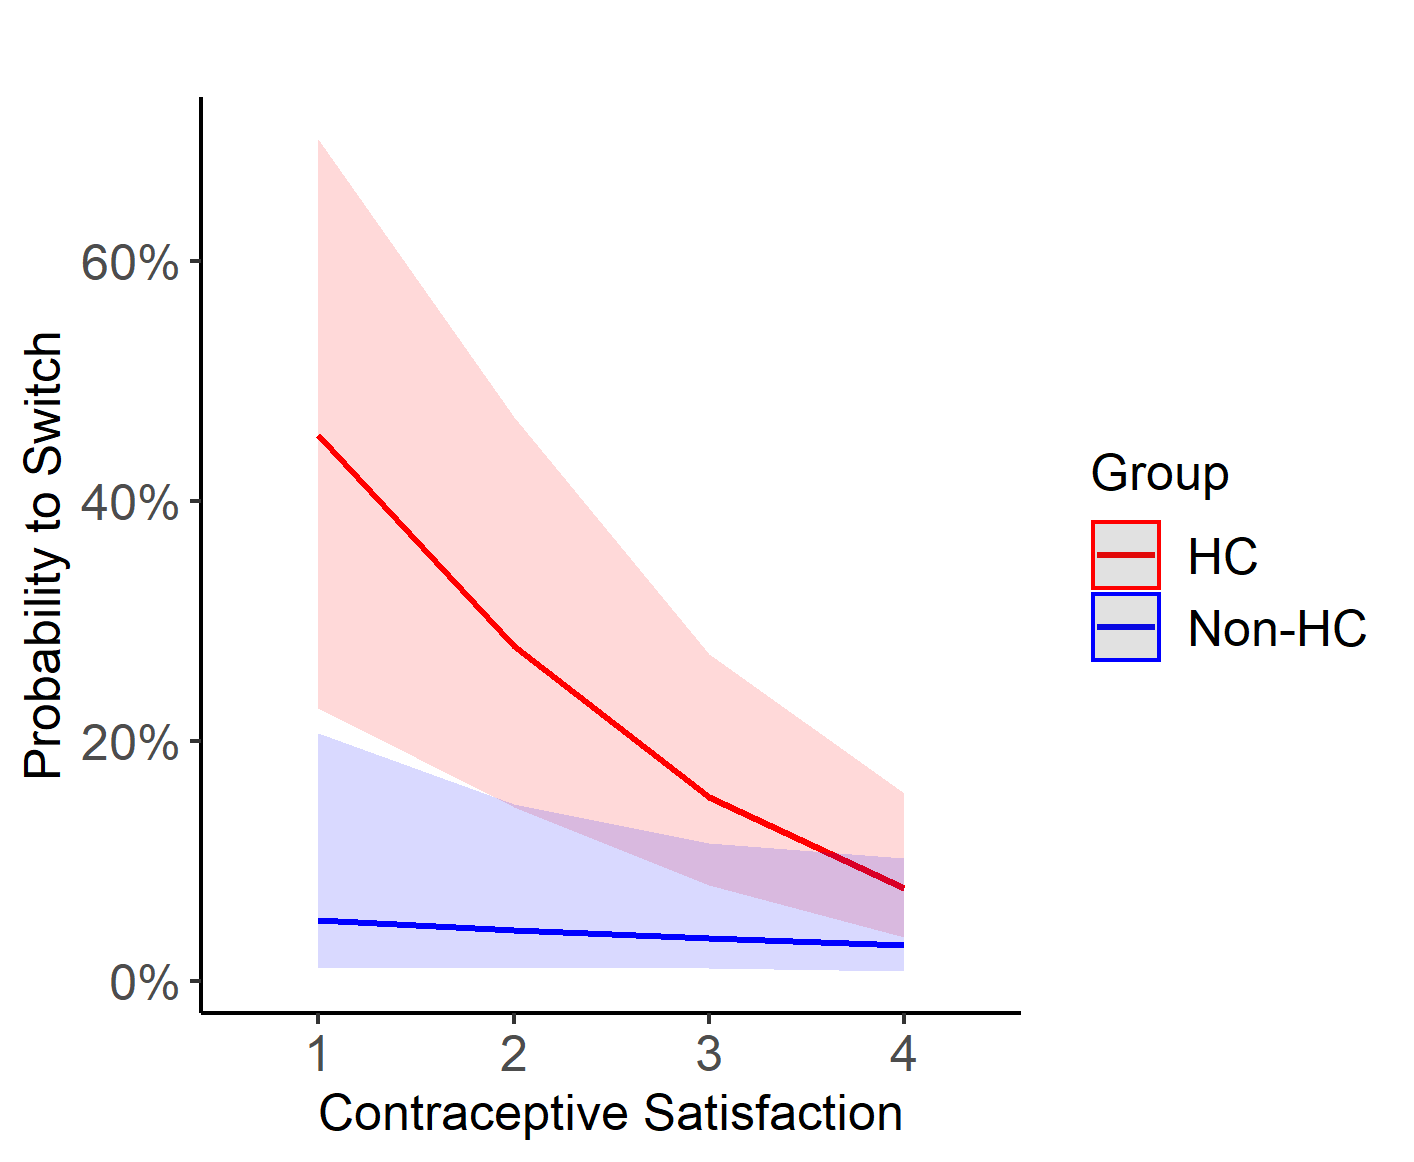 Probability to Switch
60%
40%
20%
0%
1 2 3 4
Contraceptive Satisfaction
Group
HC
Non-HC